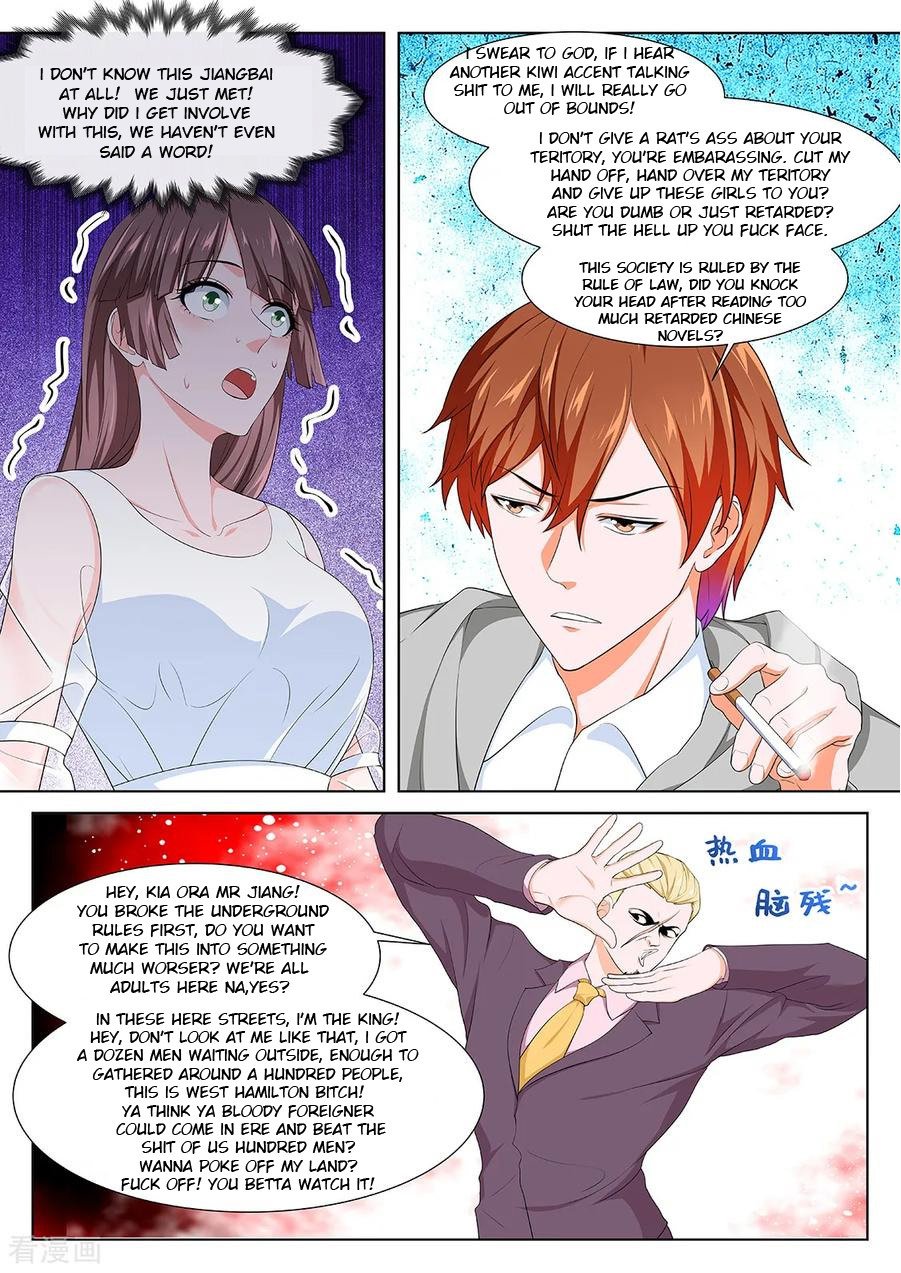 I DON'T KNOW THIS JIANGBAI
AT ALL! WE JUST MET!
WHY DID I GET INVOLVE
WITH THIS, WE HAVEN'T EVEN
SAID A WORD!
I SWEAR TO GOD, IF I HEAR
ANOTHER KIWI ACCENT TALKING
SHIT TO ME, I WILL REALLY GO
OUT OF BOUNDS!
I DON'T GIVE A RAT'S ASS ABOUT YOUR
TERITORY, YOU'RE EMBARASSING. CUT MY
HAND OFF, HAND OVER MY TERITORY
AND GIVE UP THESE GIRLS TO YOU?
ARE YOU DUMB OR JUST RETARDED?
SHUT THE HELL UP YOU FUCK FACE.
THIS SOCIETY IS RULED BY THE
RULE OF LAW, DID YOU KNOCK
YOUR HEAD AFTER READING TOO
MUCH RETARDED CHINESE
NOVELS?
热血
脑残~
HEY, KIA ORA MR JIANG!
YOU BROKE THE UNDERGROUND
RULES FIRST, DO YOU WANT
TO MAKE THIS INTO SOMETHING
MUCH WORSER? WE'RE ALL
ADULTS HERE NA,YES?
IN THESE HERE STREETS, I'M THE KING!
HEY, DON'T LOOK AT ME LIKE THAT, I GOT
A DOZEN MEN WAITING OUTSIDE, ENOUGH TO
GATHERED AROUND A HUNDRED PEOPLE,
THIS IS WEST HAMILTON BITCH!
YA THINK YA BLOODY FOREIGNER
COULD COME IN ERE AND BEAT THE
SHIT OF US HUNDRED MEN?
WANNA POKE OFF MY LAND?
FUCK OFF! YOU BETTA WATCH IT!
看漫画